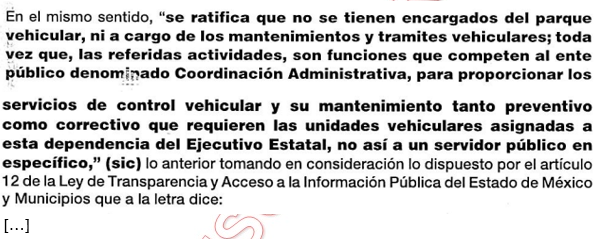 En el mismo sentido, “se ratifica que no se tienen encargados del parque
vehicular, ni a cargo de los mantenimientos y tramites vehiculares; toda
vez que, las referidas actividades, son funciones que competen al ente
público denominado Coordinación Administrativa, para proporcionar los
servicios de control vehicular y su mantenimiento tanto preventivo
como correctivo que requieren las unidades vehiculares asignadas a
esta dependencia del Ejecutivo Estatal, no así a un servidor público en
específico,” (sic) lo anterior tomando en consideración lo dispuesto por el artículo
12 de la Ley de Transparencia y Acceso a la Información Pública del Estado de México
y Municipios que a la letra dice:
[...]